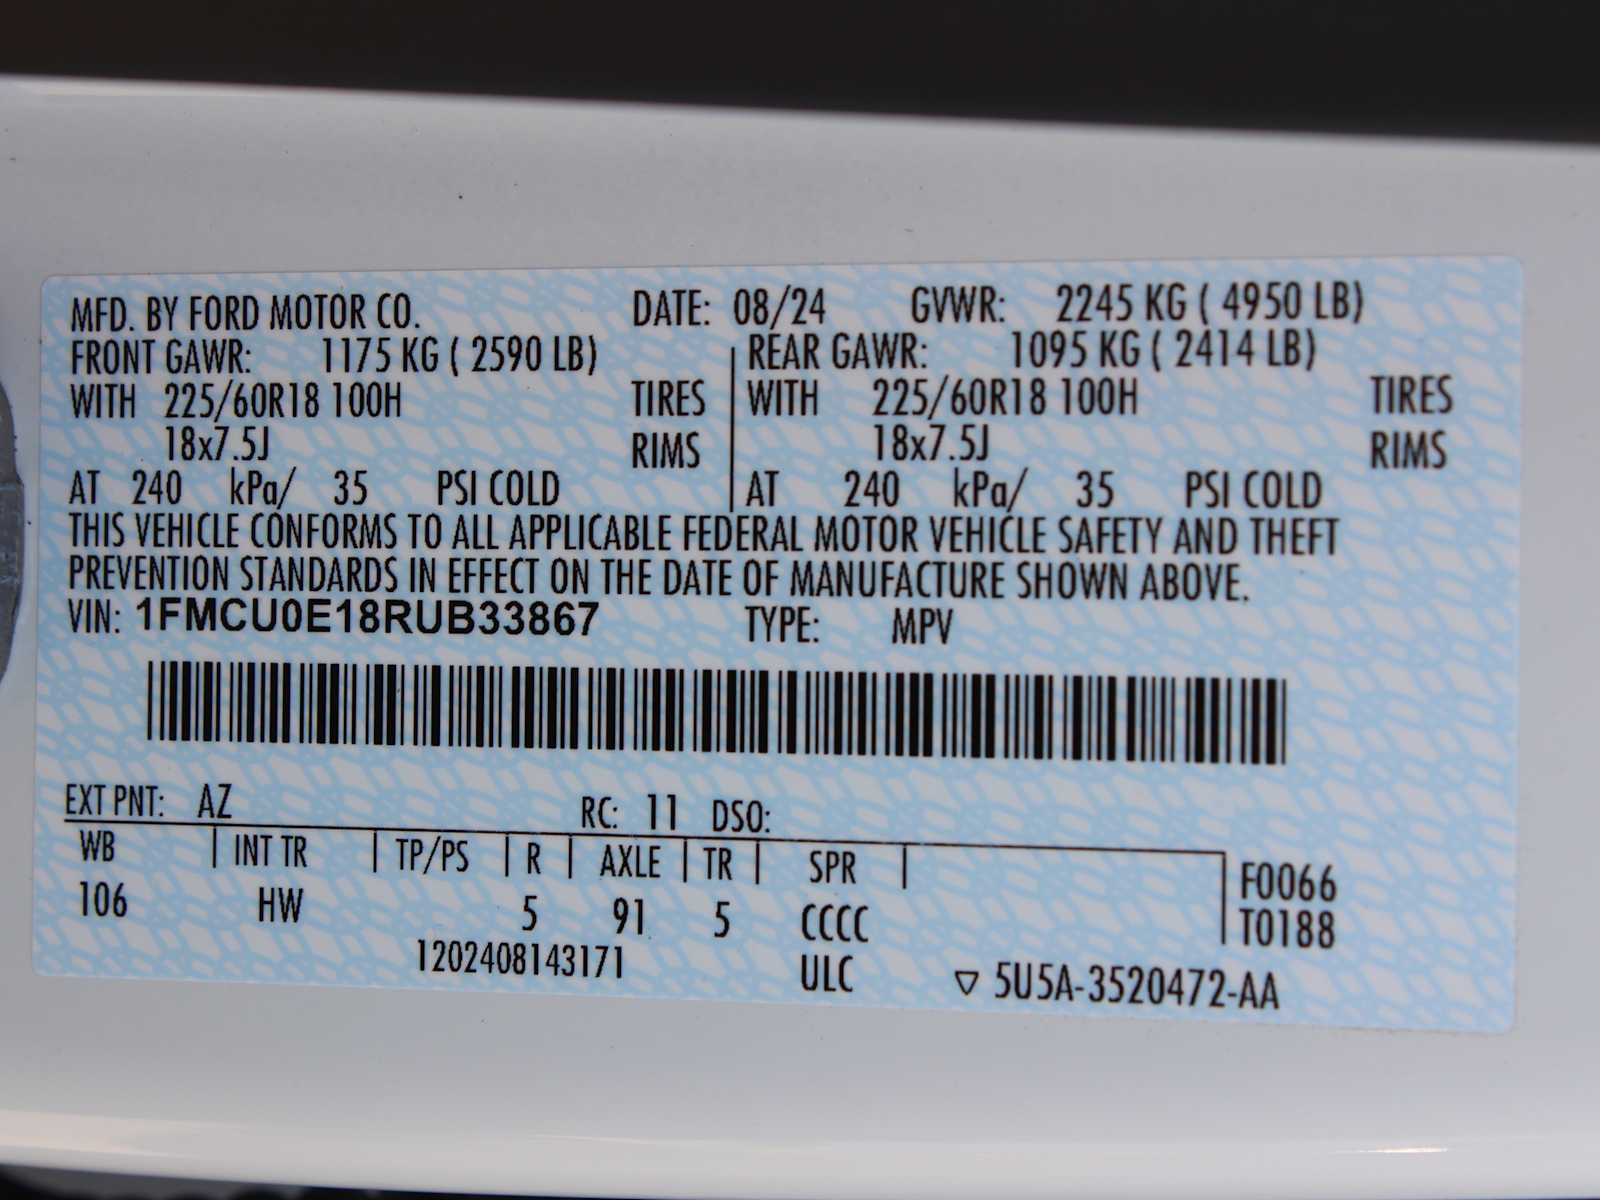 MFD. BY FORD MOTOR CO. DATE: 08/24 GVWR: 2245 KG ( 4950 LB)
FRONT GAWR: 1175 KG ( 2590 LB) REAR GAWR: 1095 KG ( 2414 LB)
WITH 225/60R18 100H TIRES WITH 225/60R18 100H TIRES
18x7.5J RIMS 18x7.5J RIMS
AT 240 kPa/ 35 PSI COLD AT 240 kPa/ 35 PSI COLD
THIS VEHICLE CONFORMS TO ALL APPLICABLE FEDERAL MOTOR VEHICLE SAFETY AND THEFT
PREVENTION STANDARDS IN EFFECT ON THE DATE OF MANUFACTURE SHOWN ABOVE.
VIN: 1FMCU0E18RUB33867 TYPE: MPV
EXT PNT: AZ RC: 11 DSO:
WB INT TR TP/PS R AXLE TR SPR F0066
106 HW 5 91 5 CCCC T0188
1202408143171 ULC ▽ 5U5A-3520472-AA